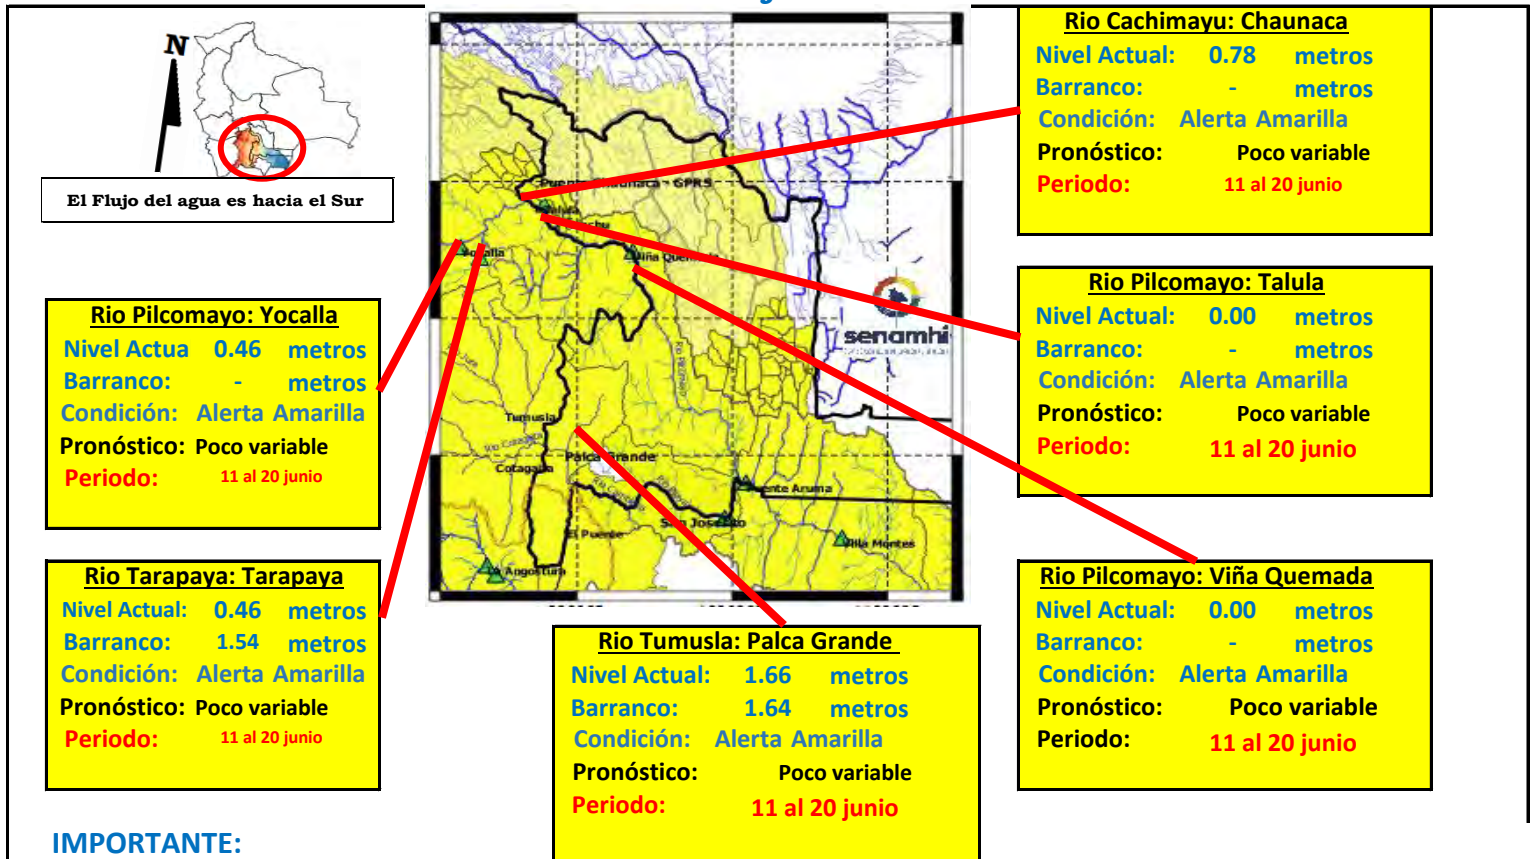 N
El Flujo del agua es hacia el Sur
Rio Cachimayu: Chaunaca
Nivel Actual: 0.78 metros
Barranco: - metros
Condición: Alerta Amarilla
Pronóstico: Poco variable
Periodo: 11 al 20 junio
Rio Pilcomayo: Talula
Nivel Actual: 0.00 metros
Barranco: - metros
Condición: Alerta Amarilla
Pronóstico: Poco variable
Periodo: 11 al 20 junio
Rio Pilcomayo: Yocalla
Nivel Actua 0.46 metros
Barranco: - metros
Condición: Alerta Amarilla
Pronóstico: Poco variable
Periodo: 11 al 20 junio
Rio Tarapaya: Tarapaya
Nivel Actual: 0.46 metros
Barranco: 1.54 metros
Condición: Alerta Amarilla
Pronóstico: Poco variable
Periodo: 11 al 20 junio
Rio Tumusla: Palca Grande
Nivel Actual: 1.66 metros
Barranco: 1.64 metros
Condición: Alerta Amarilla
Pronóstico: Poco variable
Periodo: 11 al 20 junio
Rio Pilcomayo: Viña Quemada
Nivel Actual: 0.00 metros
Barranco: - metros
Condición: Alerta Amarilla
Pronóstico: Poco variable
Periodo: 11 al 20 junio
Puente Chaunaca - GPRS
senamhi
Tumusla
Palca Grande
Cotagaita
El Puente
Villa Montes
IMPORTANTE: